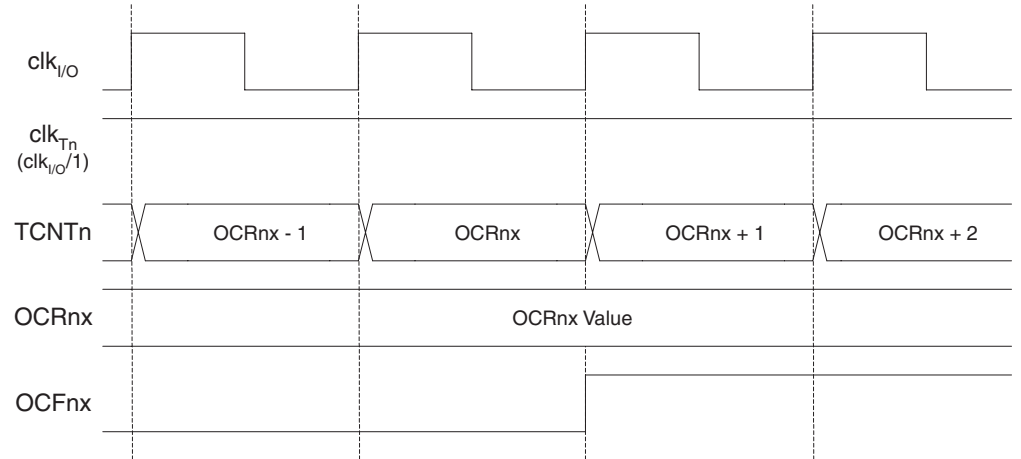 clkI/O
clkTn
(clkI/O/1)
TCNTn
OCRnx - 1
OCRnx
OCRnx + 1
OCRnx + 2
OCRnx
OCRnx Value
OCFnx